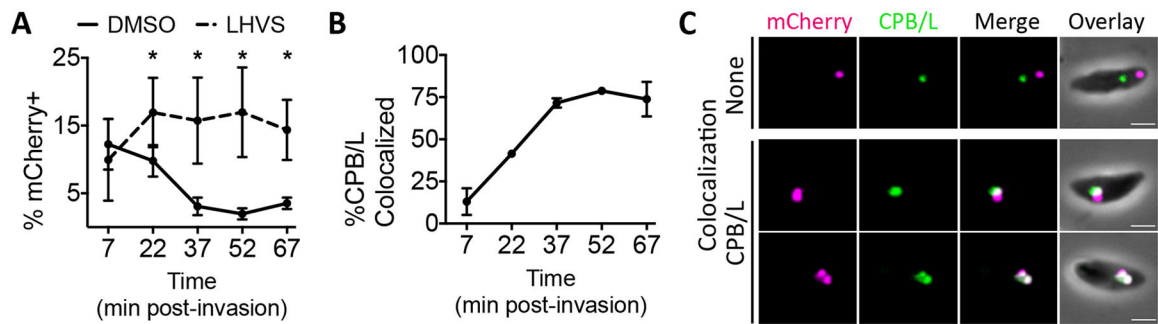 A
DMSO
LHVS
% mCherry+
25
15
5
* * * *
7 22 37 52 67
Time
(min post-invasion)
B
%CPB/L
Colocalized
100
75
50
25
0
7 22 37 52 67
Time
(min post-invasion)
C
mCherry CPB/L Merge Overlay
None
Colocalization
CPB/L